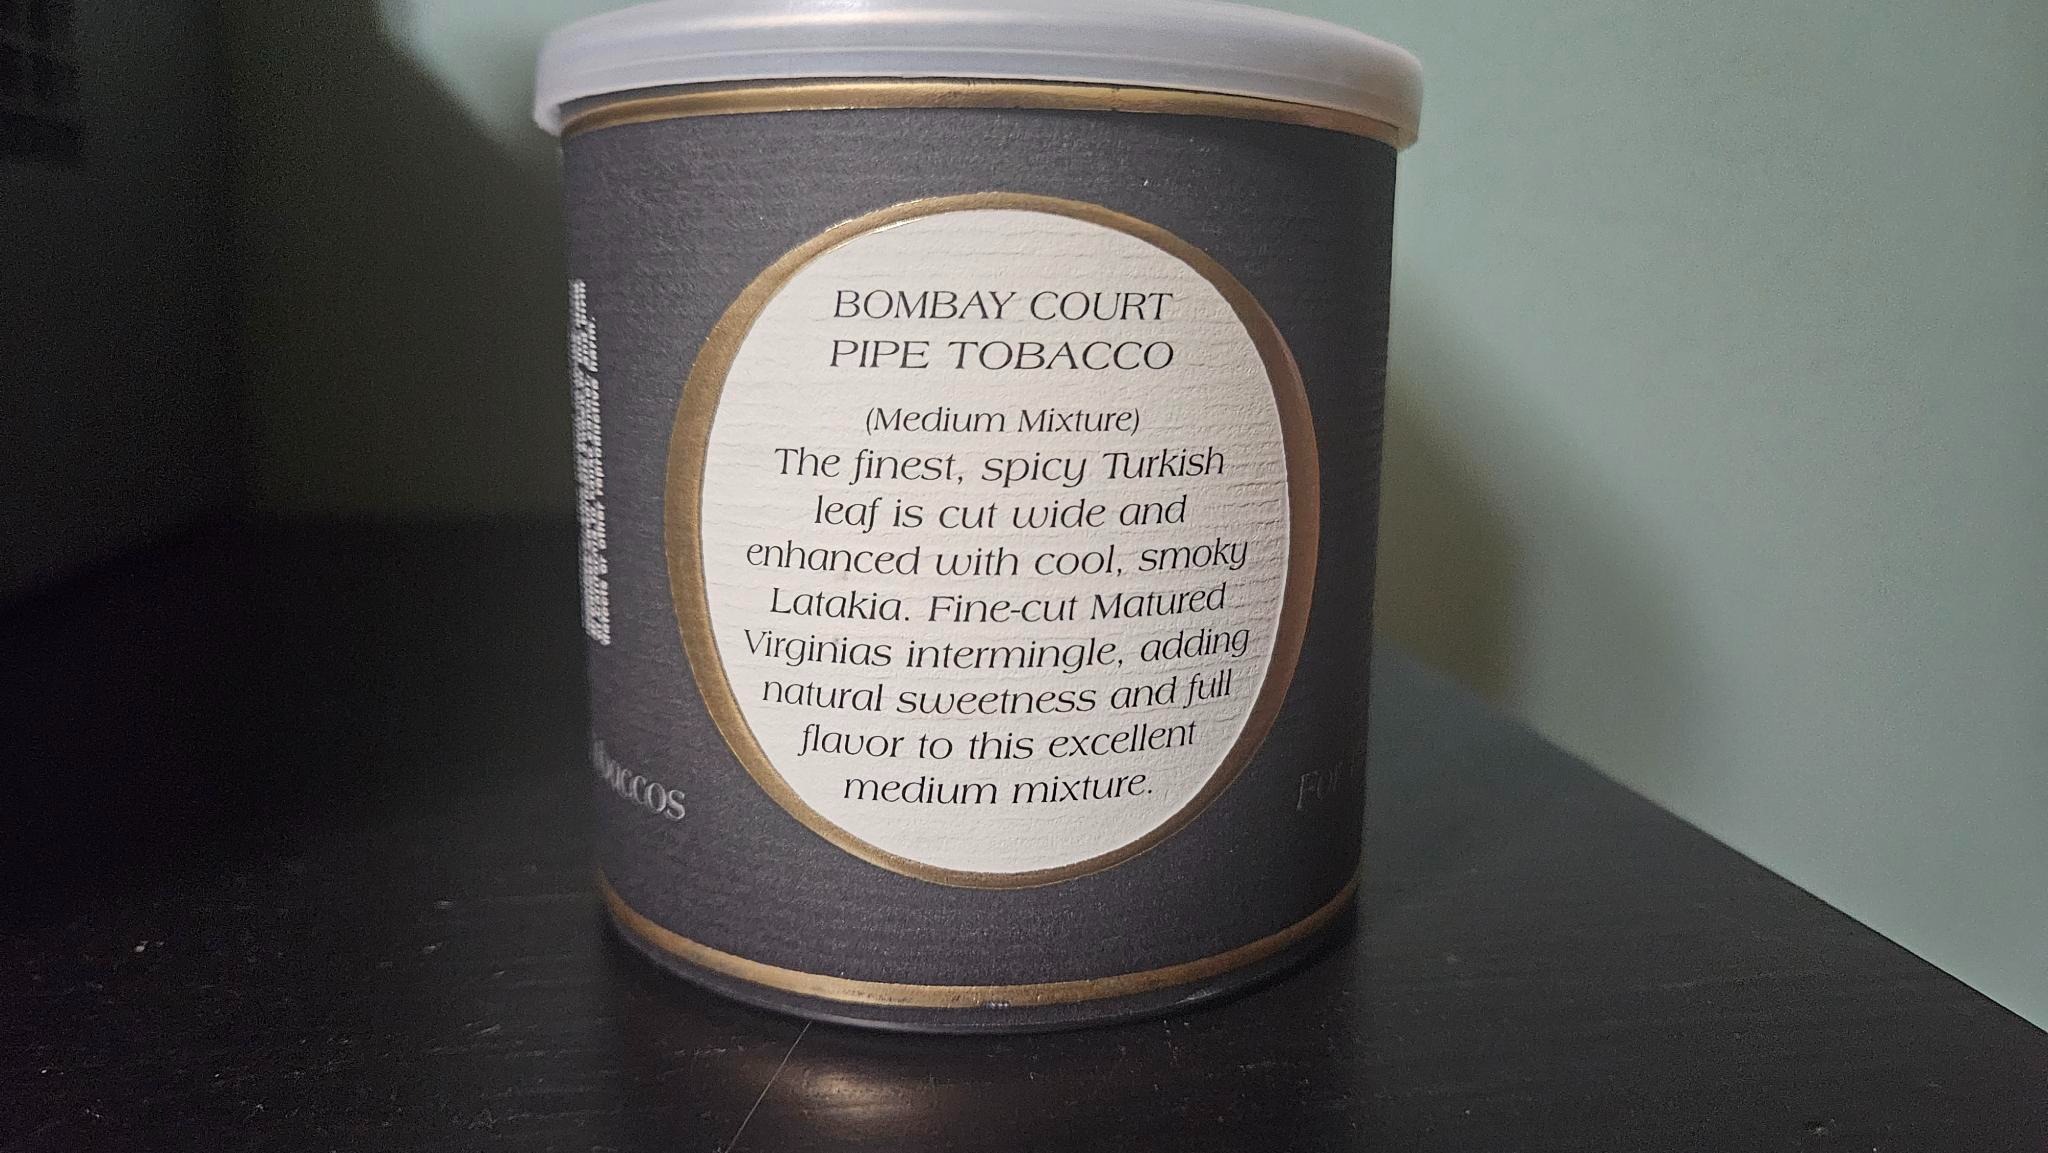 BOMBAY COURT
PIPE TOBACCO
(Medium Mixture)
The finest, spicy Turkish
leaf is cut wide and
enhanced with cool, smoky
Latakia. Fine-cut Matured
Virginias intermingle, adding
natural sweetness and full
flavor to this excellent
medium mixture.